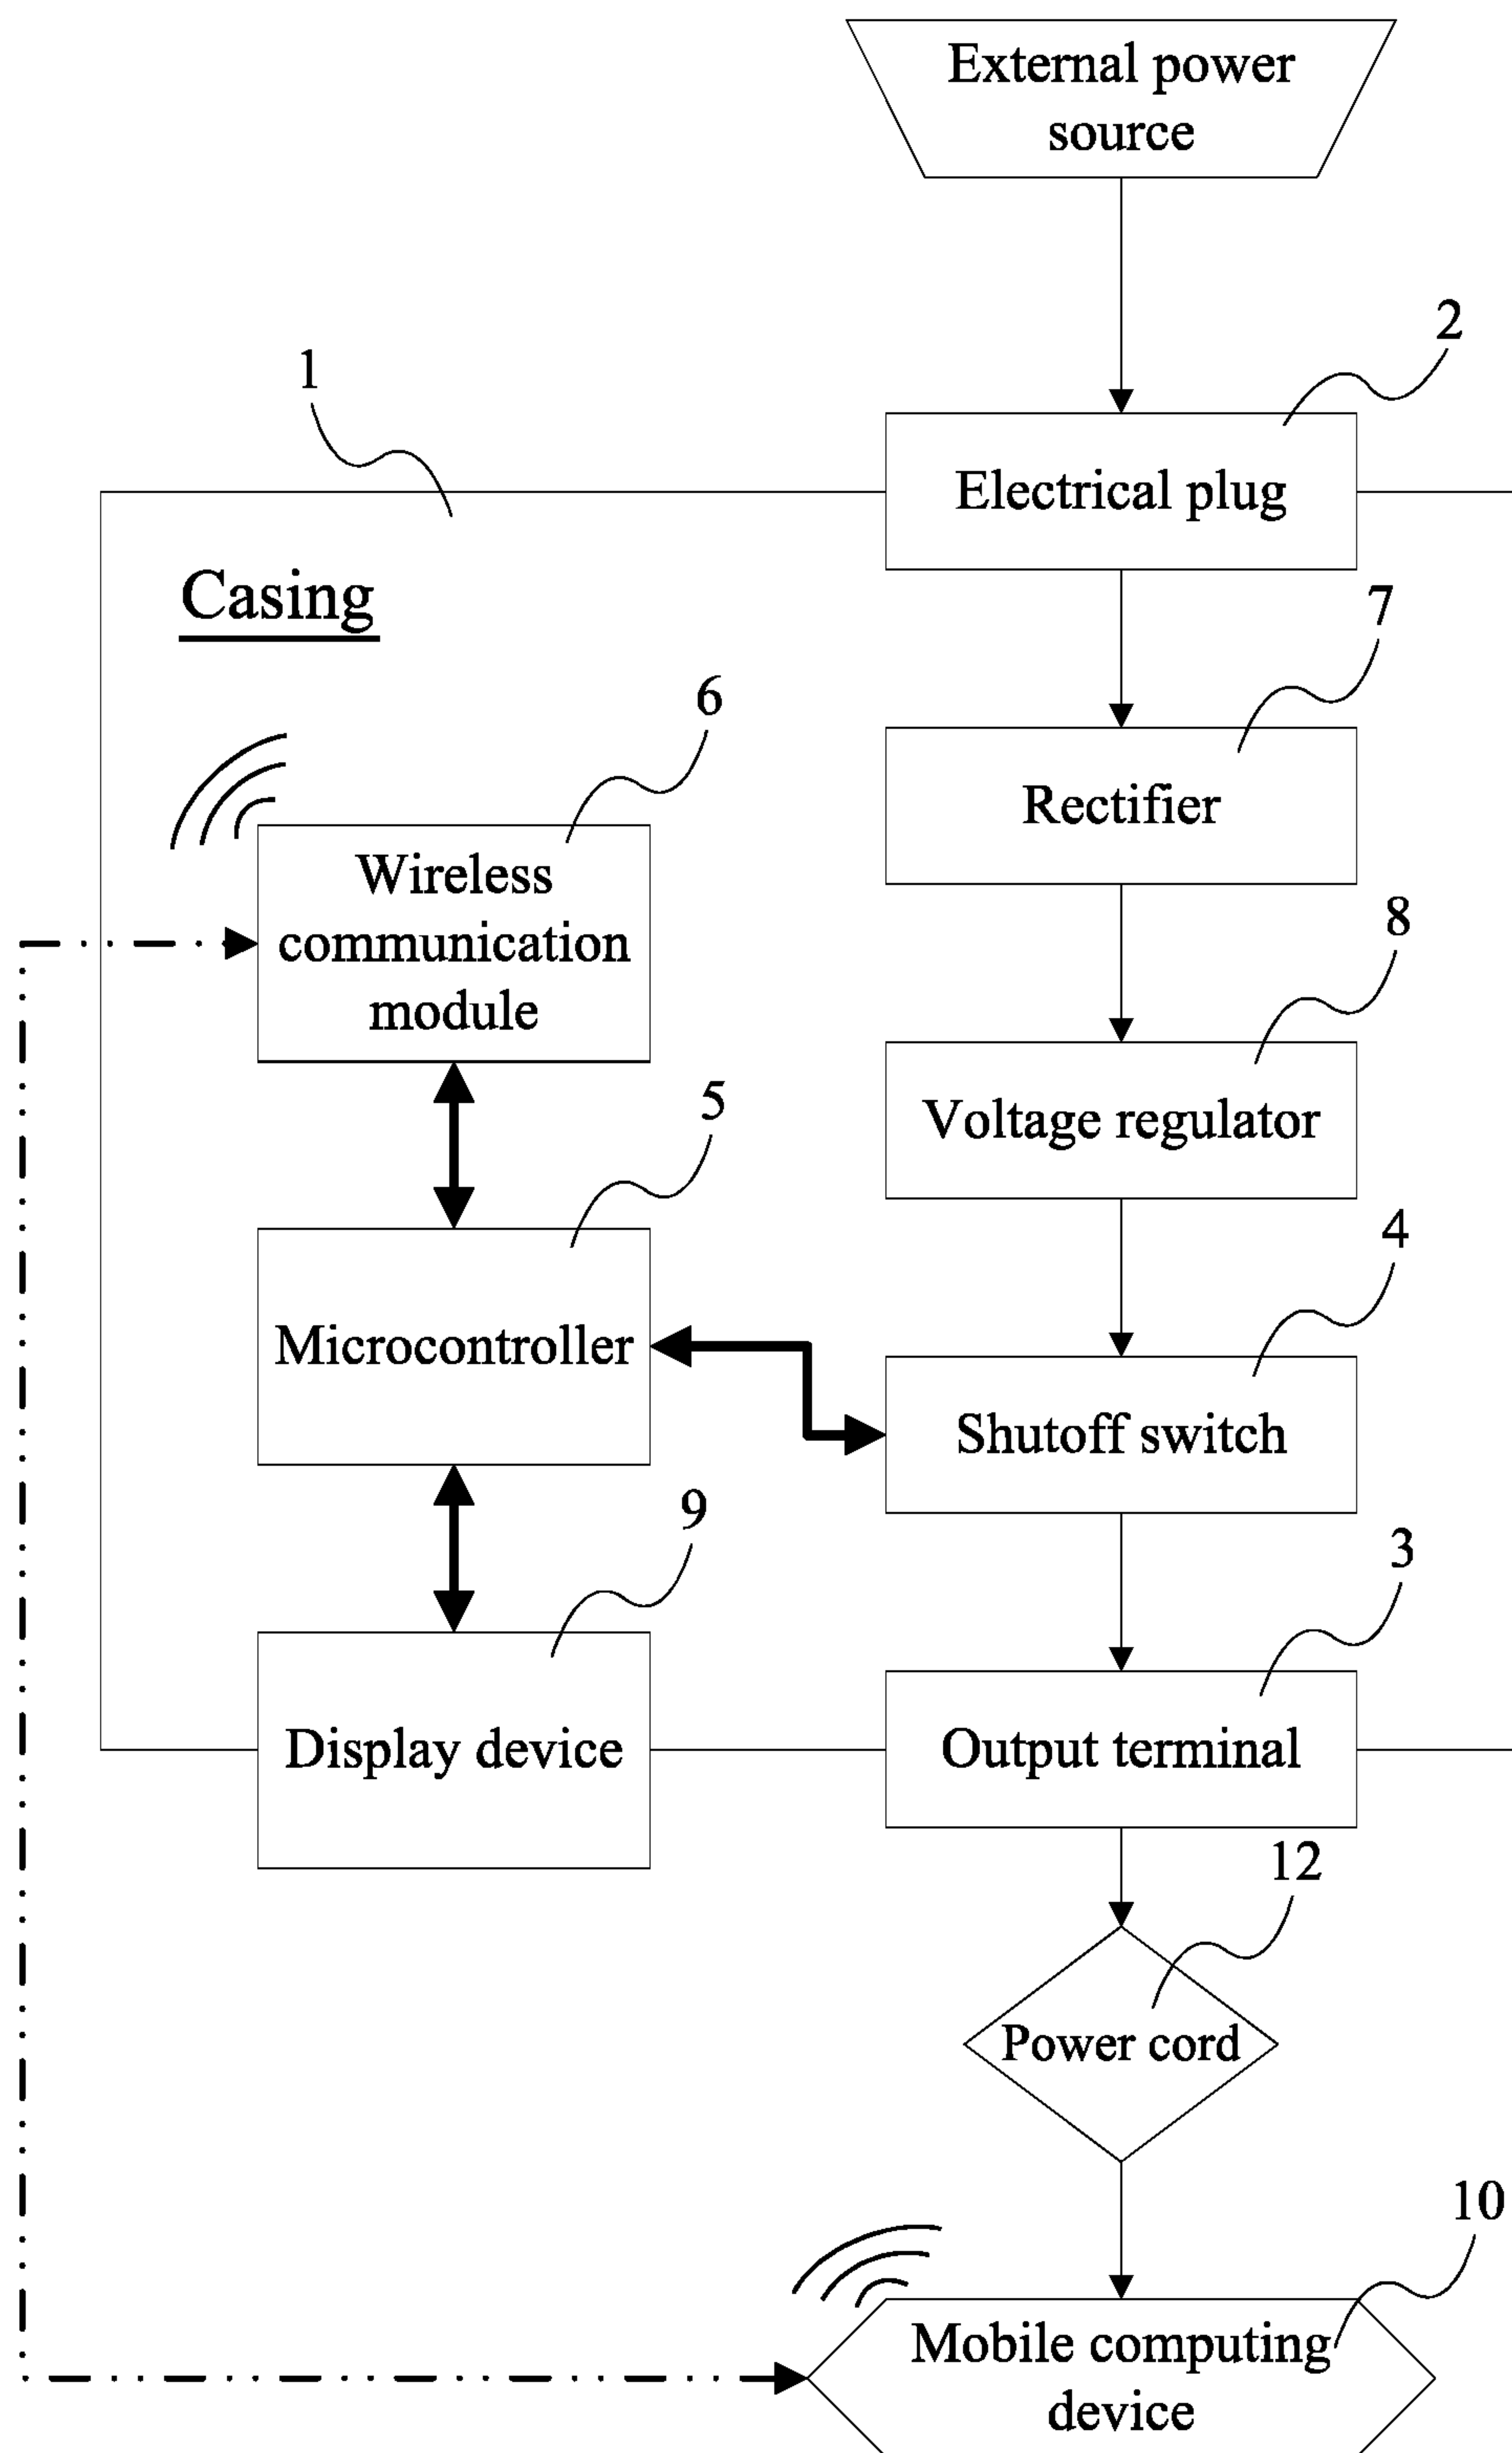 External power
source
2
1
Electrical plug
Casing
7
6
Rectifier
Wireless
communication
module
8
5
Voltage regulator
4
Microcontroller
Shutoff switch
9
3
Display device
Output terminal
12
Power cord
10
Mobile computing
device